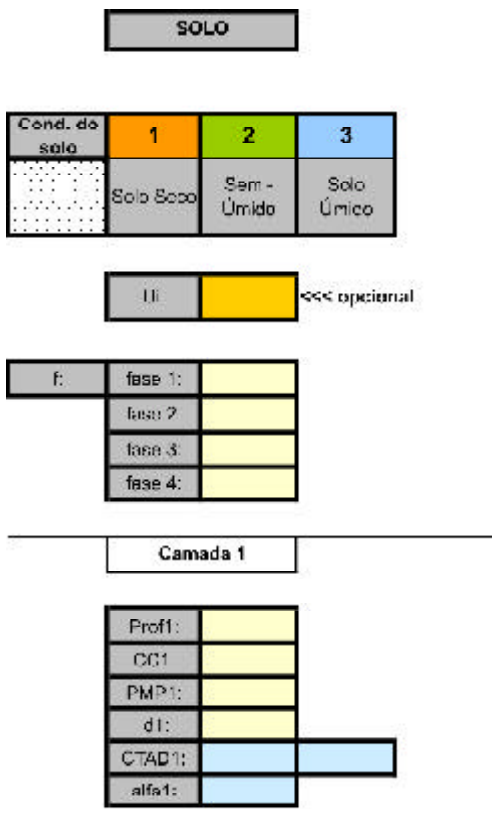 SOLO
Cond. do solo 1 2 3
Solo Seco Semi-Úmido Solo Úmido
Ui <<< opcional
f: fase 1:
fase 2:
fase 3:
fase 4:
Camada 1
Prof1:
CC1:
PMP1:
d1:
CTAD1:
alfa1: